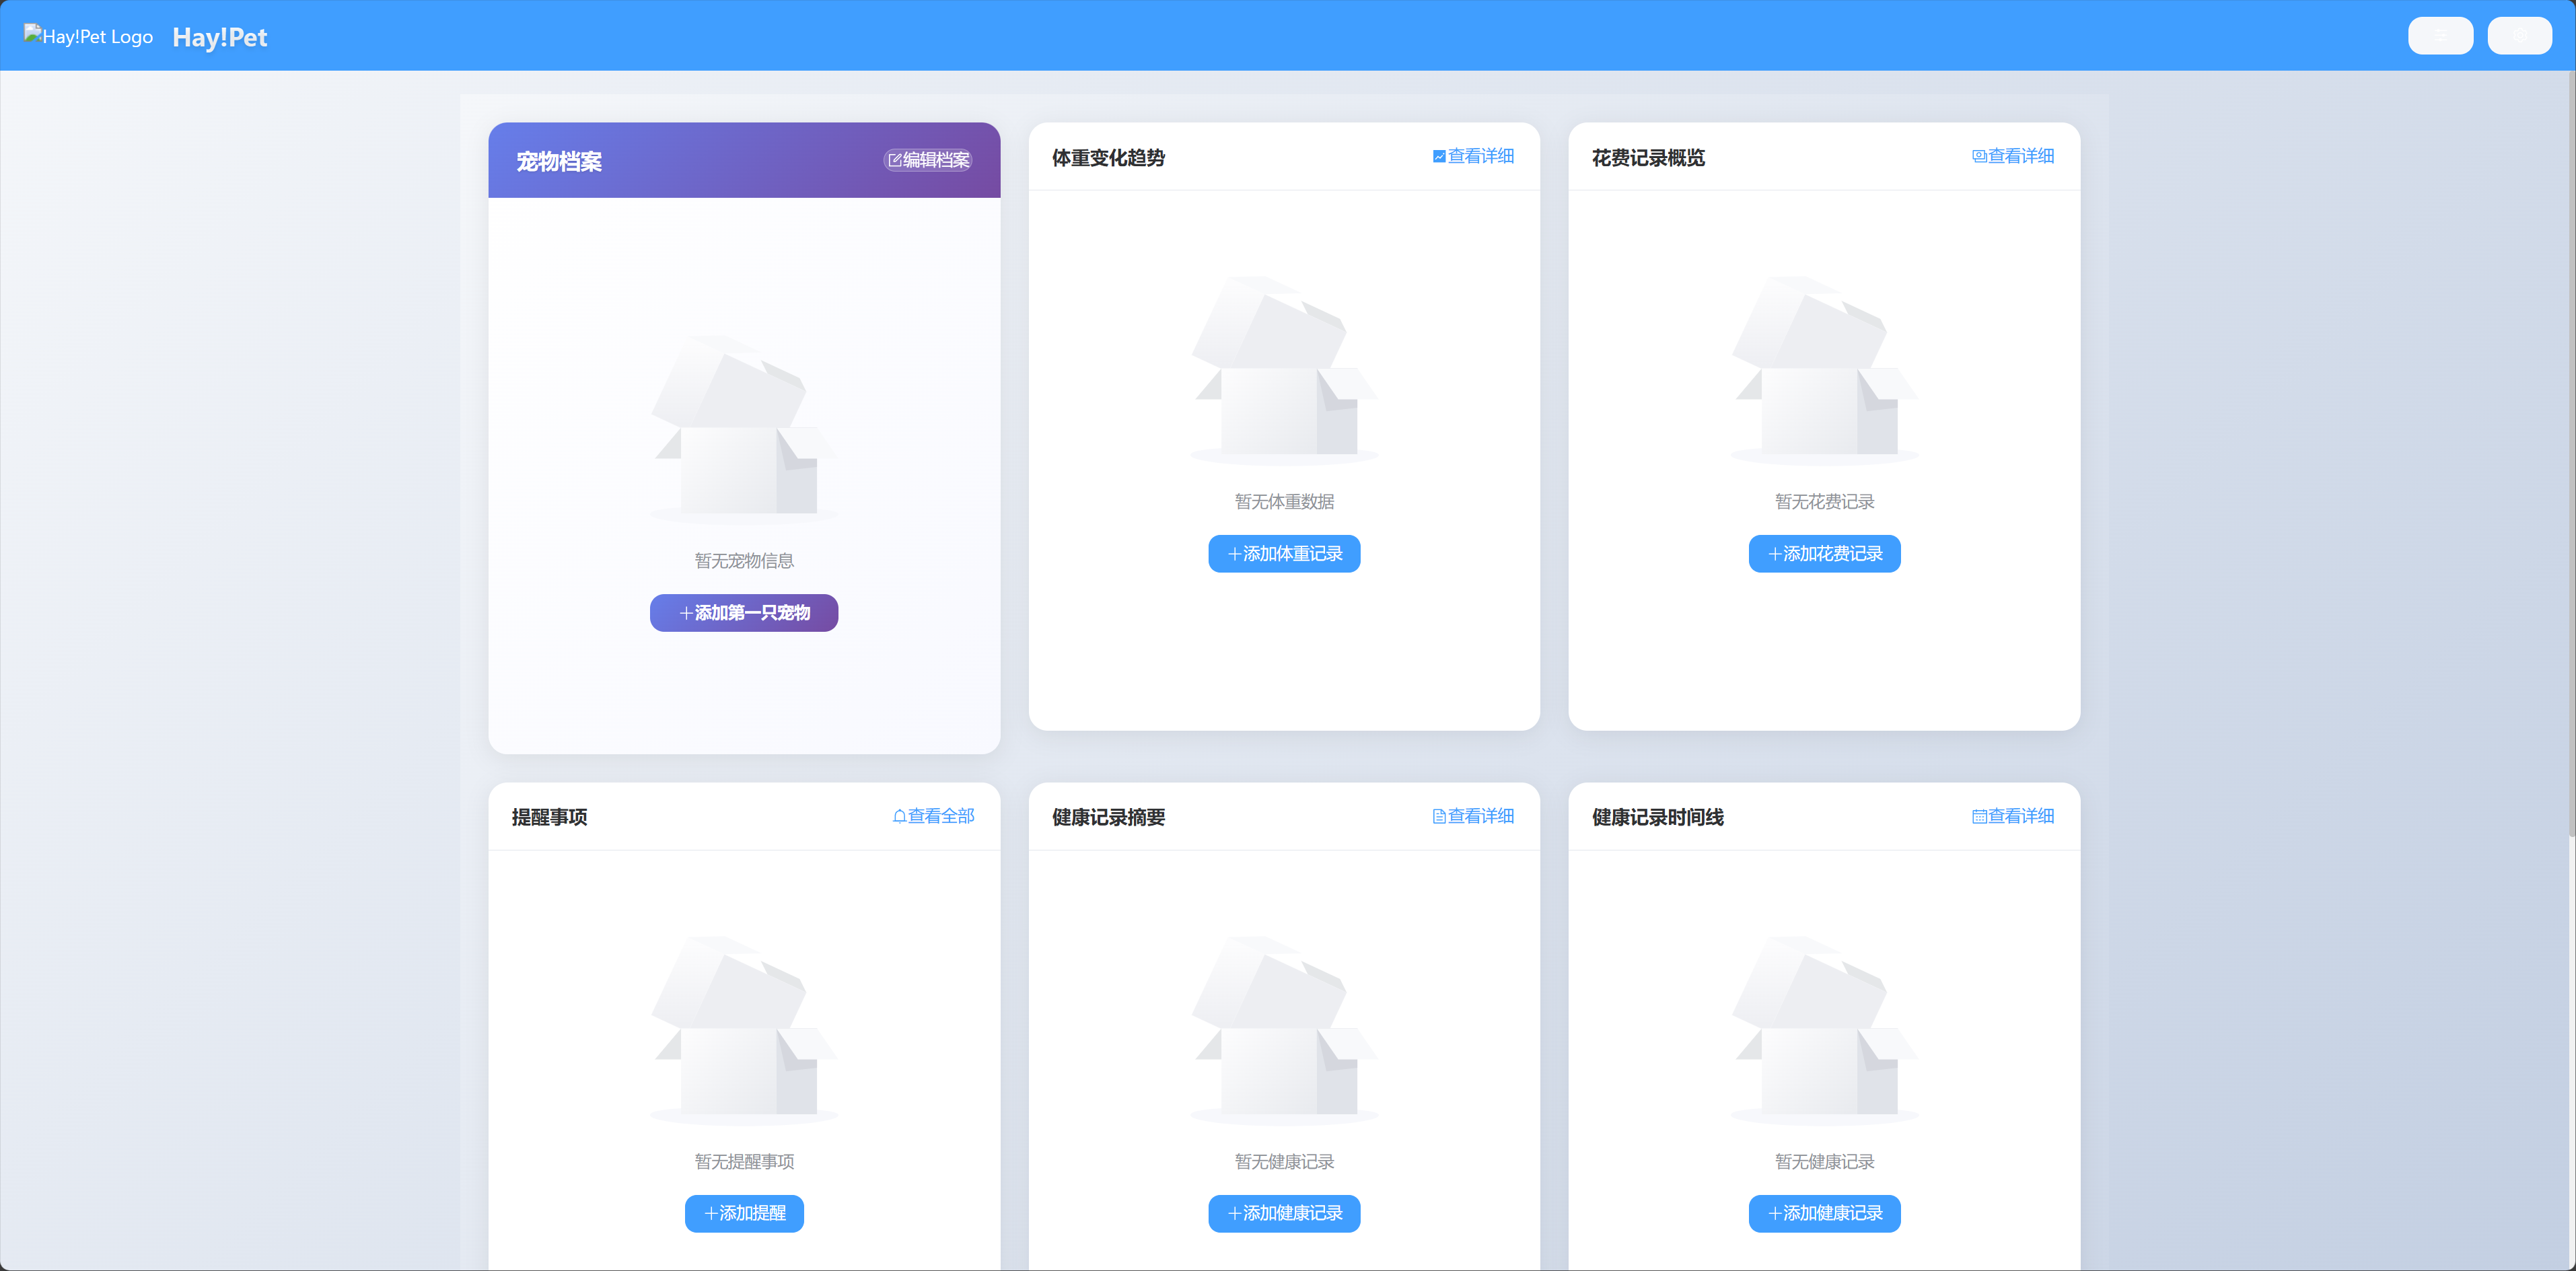 Hay!Pet Logo Hay!Pet
宠物档案 编辑档案
暂无宠物信息
添加第一只宠物
体重变化趋势 查看详细
暂无体重数据
添加体重记录
花费记录概览 查看详细
暂无花费记录
添加花费记录
提醒事项 查看全部
暂无提醒事项
添加提醒
健康记录摘要 查看详细
暂无健康记录
添加健康记录
健康记录时间线 查看详细
暂无健康记录
添加健康记录